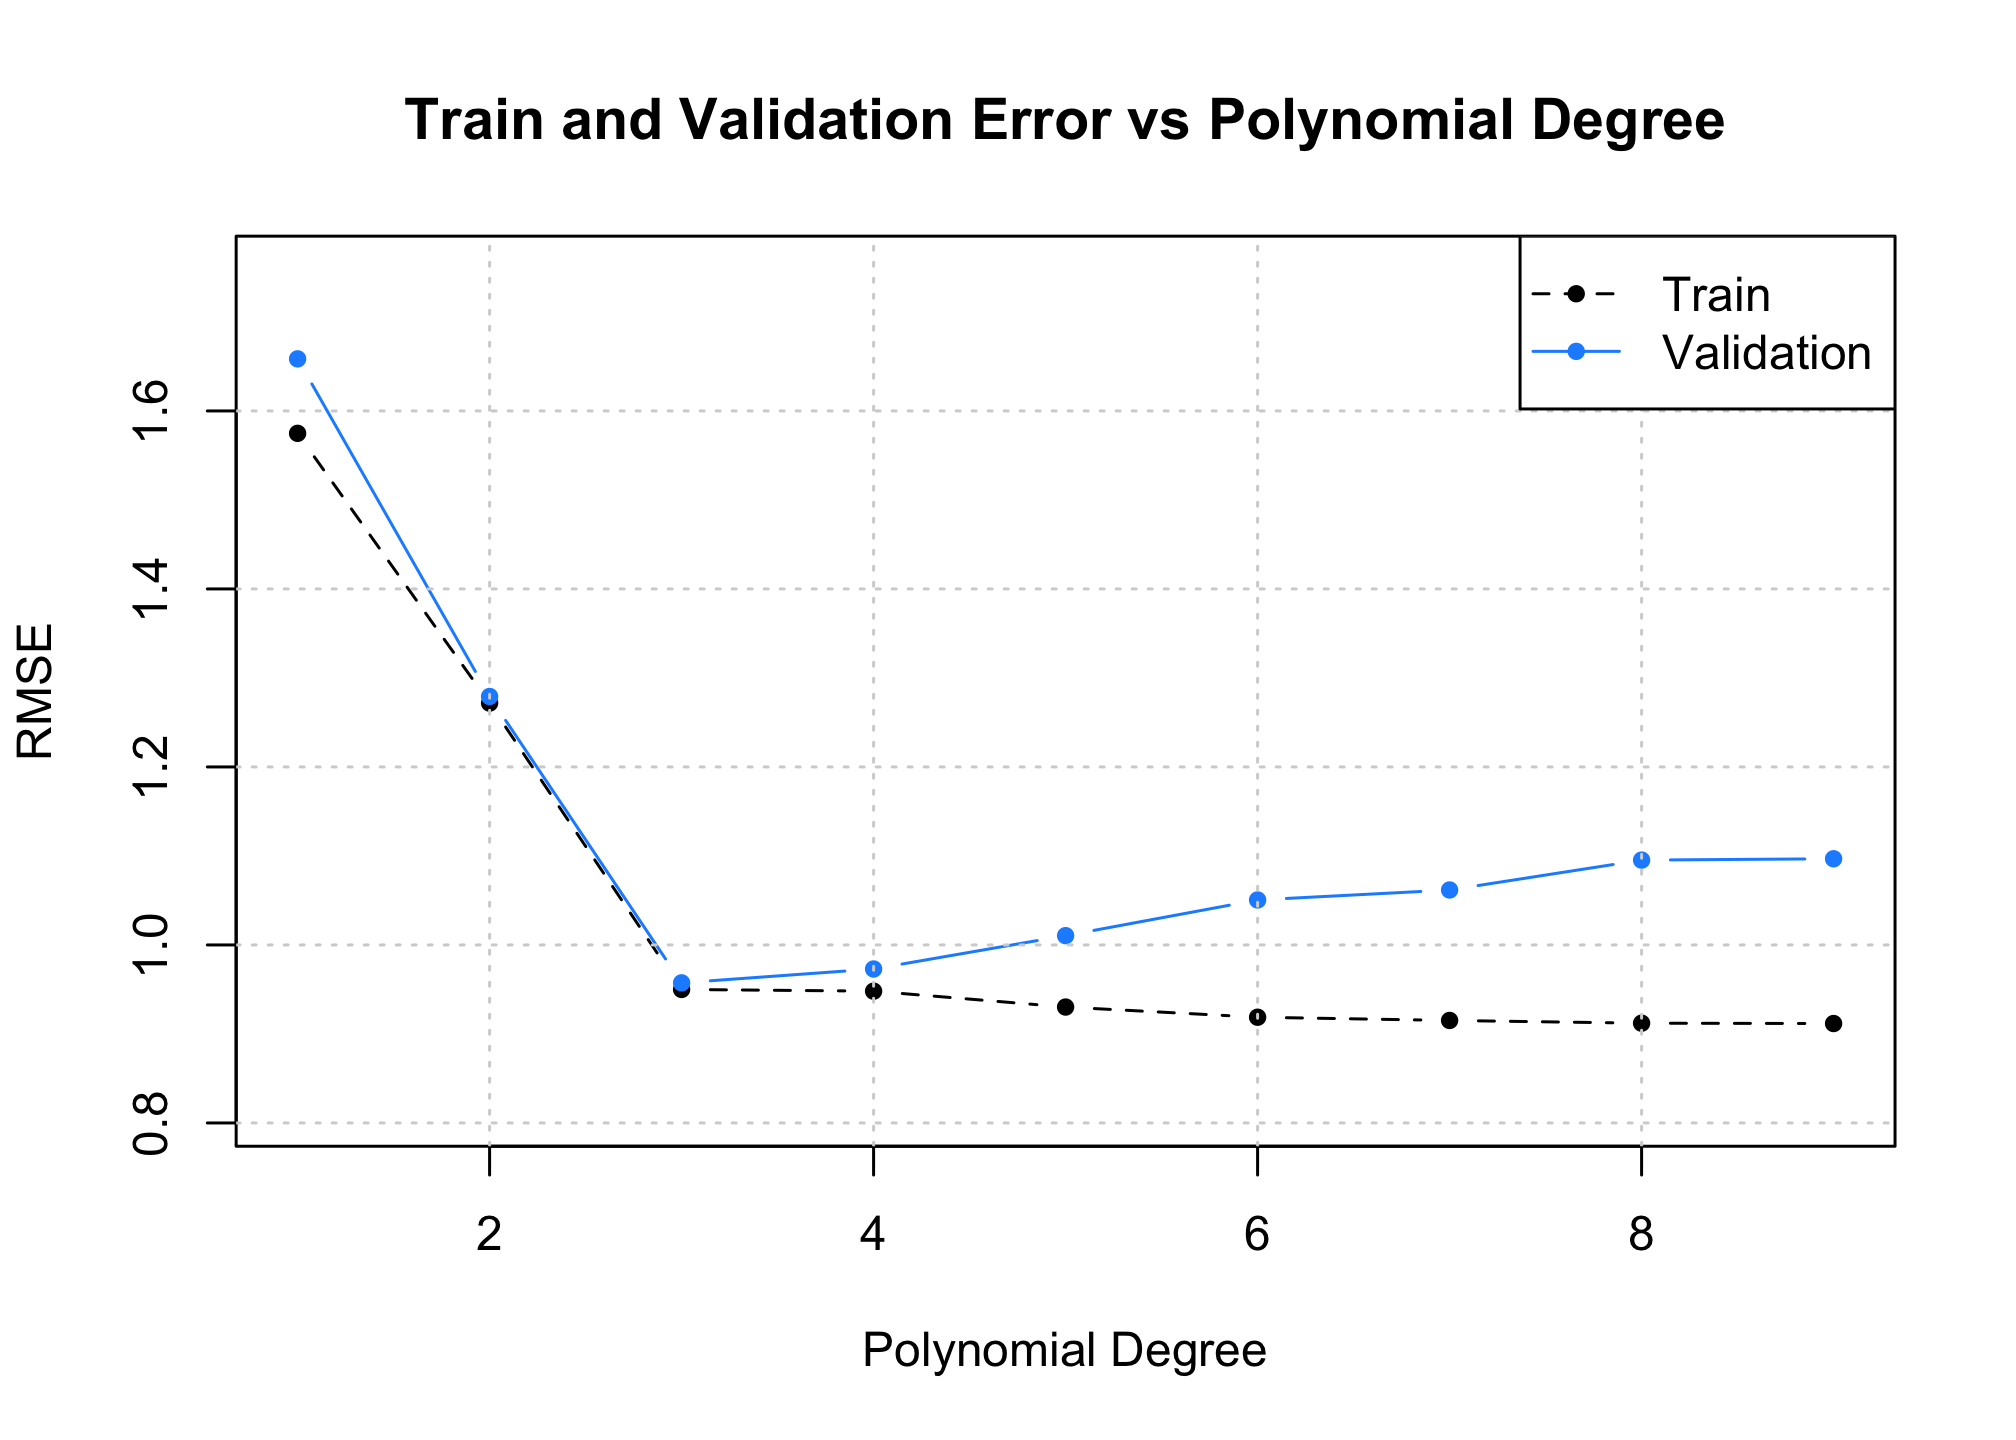 Train and Validation Error vs Polynomial Degree
Train
Validation
RMSE
1.6
1.4
1.2
1.0
0.8
2 4 6 8
Polynomial Degree